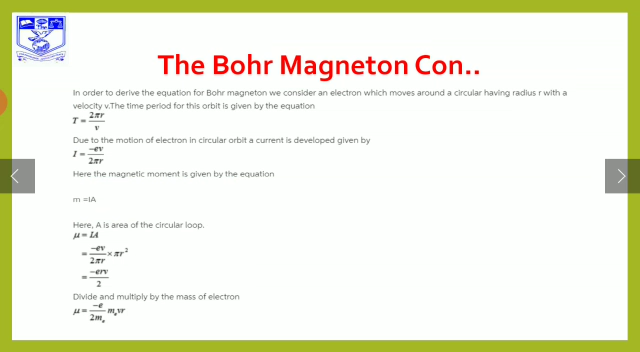 The Bohr Magneton Con..
In order to derive the equation for Bohr magneton we consider an electron which moves around a circular having radius r with a
velocity v.The time period for this orbit is given by the equation
T = 2πr/v
Due to the motion of electron in circular orbit a current is developed given by
I = −ev/2πr
Here the magnetic moment is given by the equation
m =IA
Here, A is area of the circular loop.
μ = IA
= −ev/2πr × πr²
= −erv/2
Divide and multiply by the mass of electron
μ = −e/2mₑ mₑvr